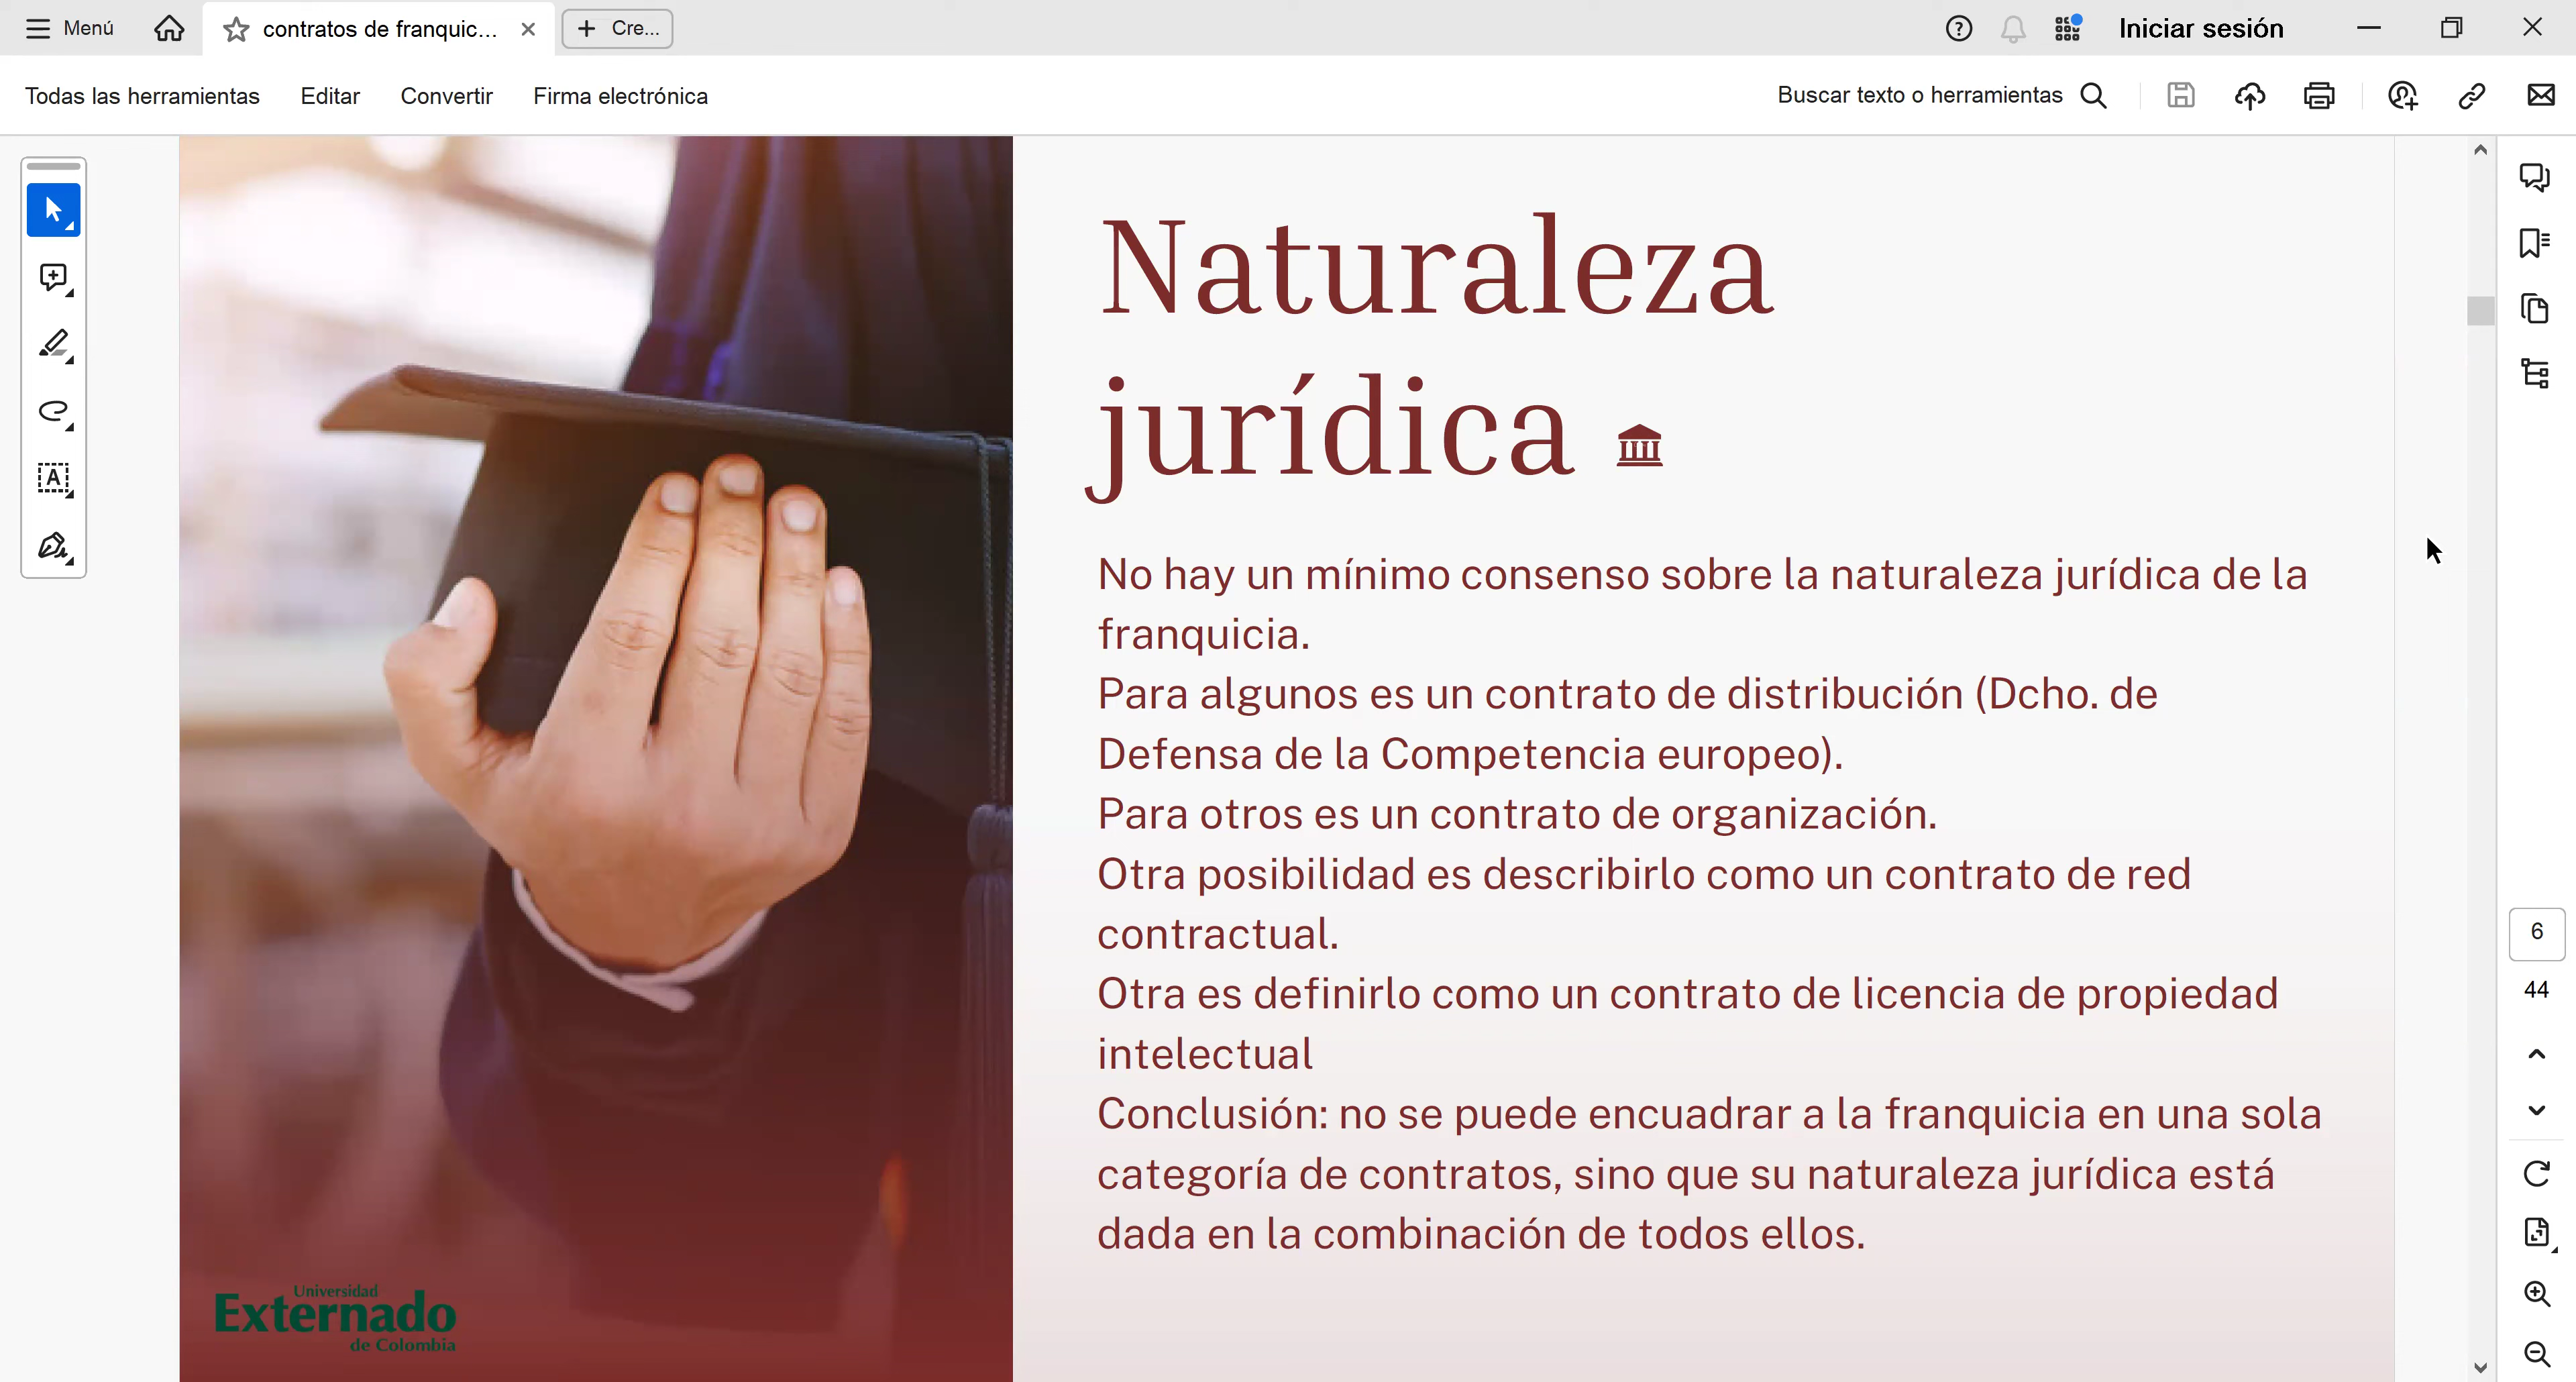 Menú
contratos de franquic...
Cre...
Iniciar sesión
Todas las herramientas
Editar
Convertir
Firma electrónica
Buscar texto o herramientas
Naturaleza
jurídica
No hay un mínimo consenso sobre la naturaleza jurídica de la
franquicia.
Para algunos es un contrato de distribución (Dcho. de
Defensa de la Competencia europeo).
Para otros es un contrato de organización.
Otra posibilidad es describirlo como un contrato de red
contractual.
Otra es definirlo como un contrato de licencia de propiedad
intelectual
Conclusión: no se puede encuadrar a la franquicia en una sola
categoría de contratos, sino que su naturaleza jurídica está
dada en la combinación de todos ellos.
Universidad
Externado
de Colombia
6
44